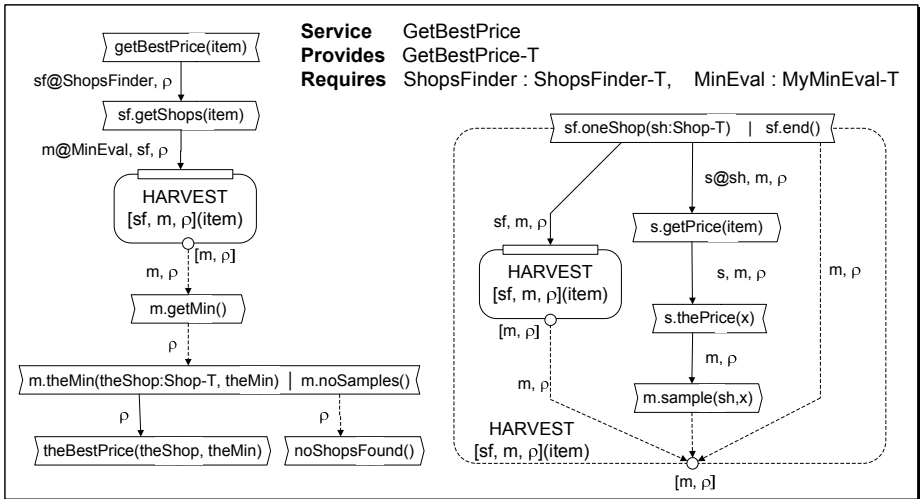 Service GetBestPrice
Provides GetBestPrice-T
Requires ShopsFinder : ShopsFinder-T, MinEval : MyMinEval-T
getBestPrice(item)
sf@ShopsFinder, ρ
sf.getShops(item)
m@MinEval, sf, ρ
HARVEST
[sf, m, ρ](item)
[m, ρ]
m, ρ
m.getMin()
ρ
m.theMin(theShop:Shop-T, theMin) | m.noSamples()
ρ
ρ
theBestPrice(theShop, theMin)
noShopsFound()
sf.oneShop(sh:Shop-T) | sf.end()
s@sh, m, ρ
sf, m, ρ
s.getPrice(item)
HARVEST
[sf, m, ρ](item)
[m, ρ]
s, m, ρ
m, ρ
s.thePrice(x)
m, ρ
m, ρ
m.sample(sh,x)
HARVEST
[sf, m, ρ](item)
[m, ρ]